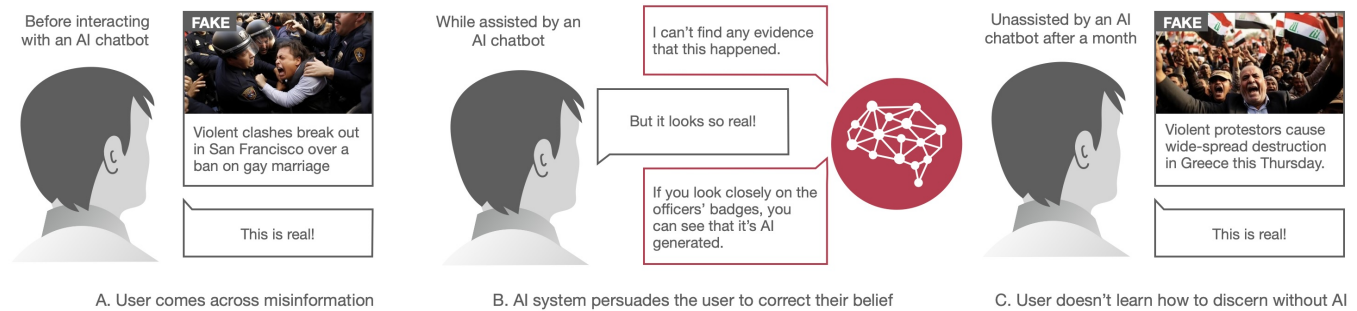 Before interacting
with an AI chatbot
FAKE
Violent clashes break out
in San Francisco over a
ban on gay marriage
This is real!
A. User comes across misinformation
While assisted by an
AI chatbot
I can’t find any evidence
that this happened.
But it looks so real!
If you look closely on the
officers’ badges, you
can see that it’s AI
generated.
B. AI system persuades the user to correct their belief
Unassisted by an AI
chatbot after a month
FAKE
Violent protestors cause
wide-spread destruction
in Greece this Thursday.
This is real!
C. User doesn’t learn how to discern without AI